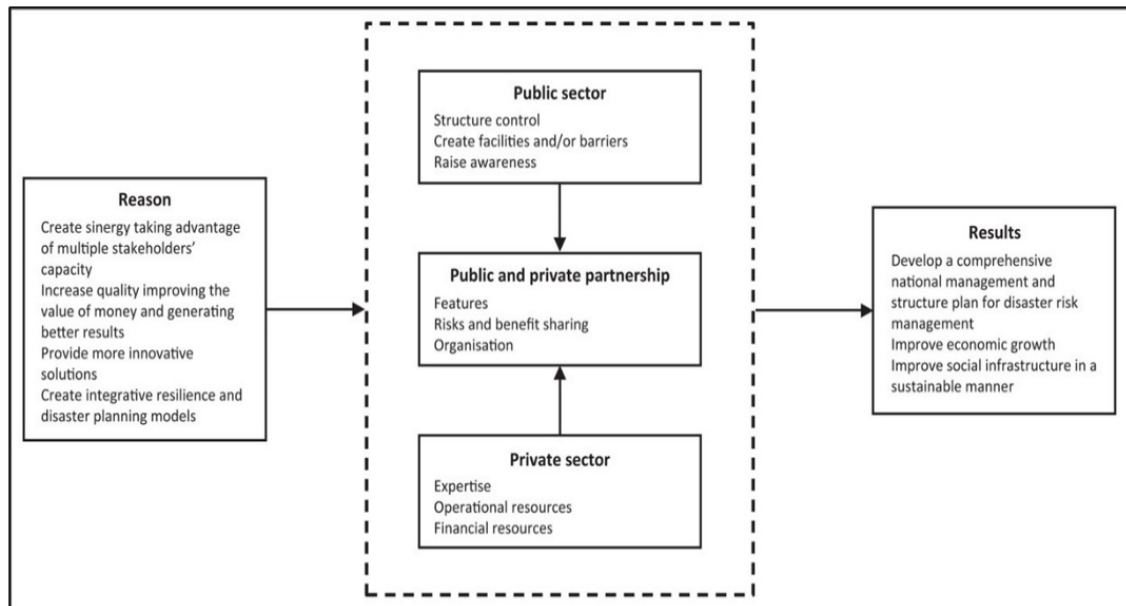 Reason
Create sinergy taking advantage
of multiple stakeholders'
capacity
Increase quality improving the
value of money and generating
better results
Provide more innovative
solutions
Create integrative resilience and
disaster planning models
Public sector
Structure control
Create facilities and/or barriers
Raise awareness
Public and private partnership
Features
Risks and benefit sharing
Organisation
Private sector
Expertise
Operational resources
Financial resources
Results
Develop a comprehensive
national management and
structure plan for disaster risk
management
Improve economic growth
Improve social infrastructure in a
sustainable manner